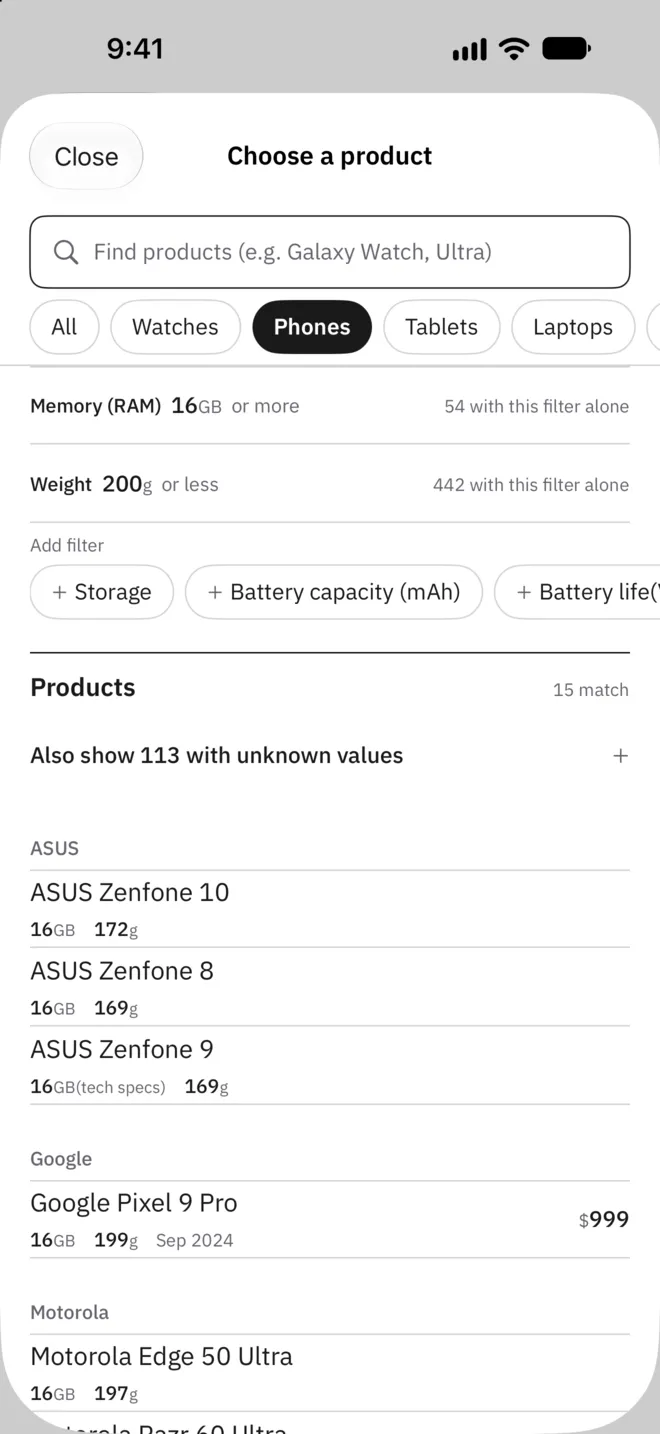 9:41
Close
Choose a product
Find products (e.g. Galaxy Watch, Ultra)
All Watches Phones Tablets Laptops
Memory (RAM) 16GB or more 54 with this filter alone
Weight 200g or less 442 with this filter alone
Add filter
+ Storage + Battery capacity (mAh) + Battery life(
Products 15 match
Also show 113 with unknown values +
ASUS
ASUS Zenfone 10
16GB 172g
ASUS Zenfone 8
16GB 169g
ASUS Zenfone 9
16GB(tech specs) 169g
Google
Google Pixel 9 Pro
$999
16GB 199g Sep 2024
Motorola
Motorola Edge 50 Ultra
16GB 197g